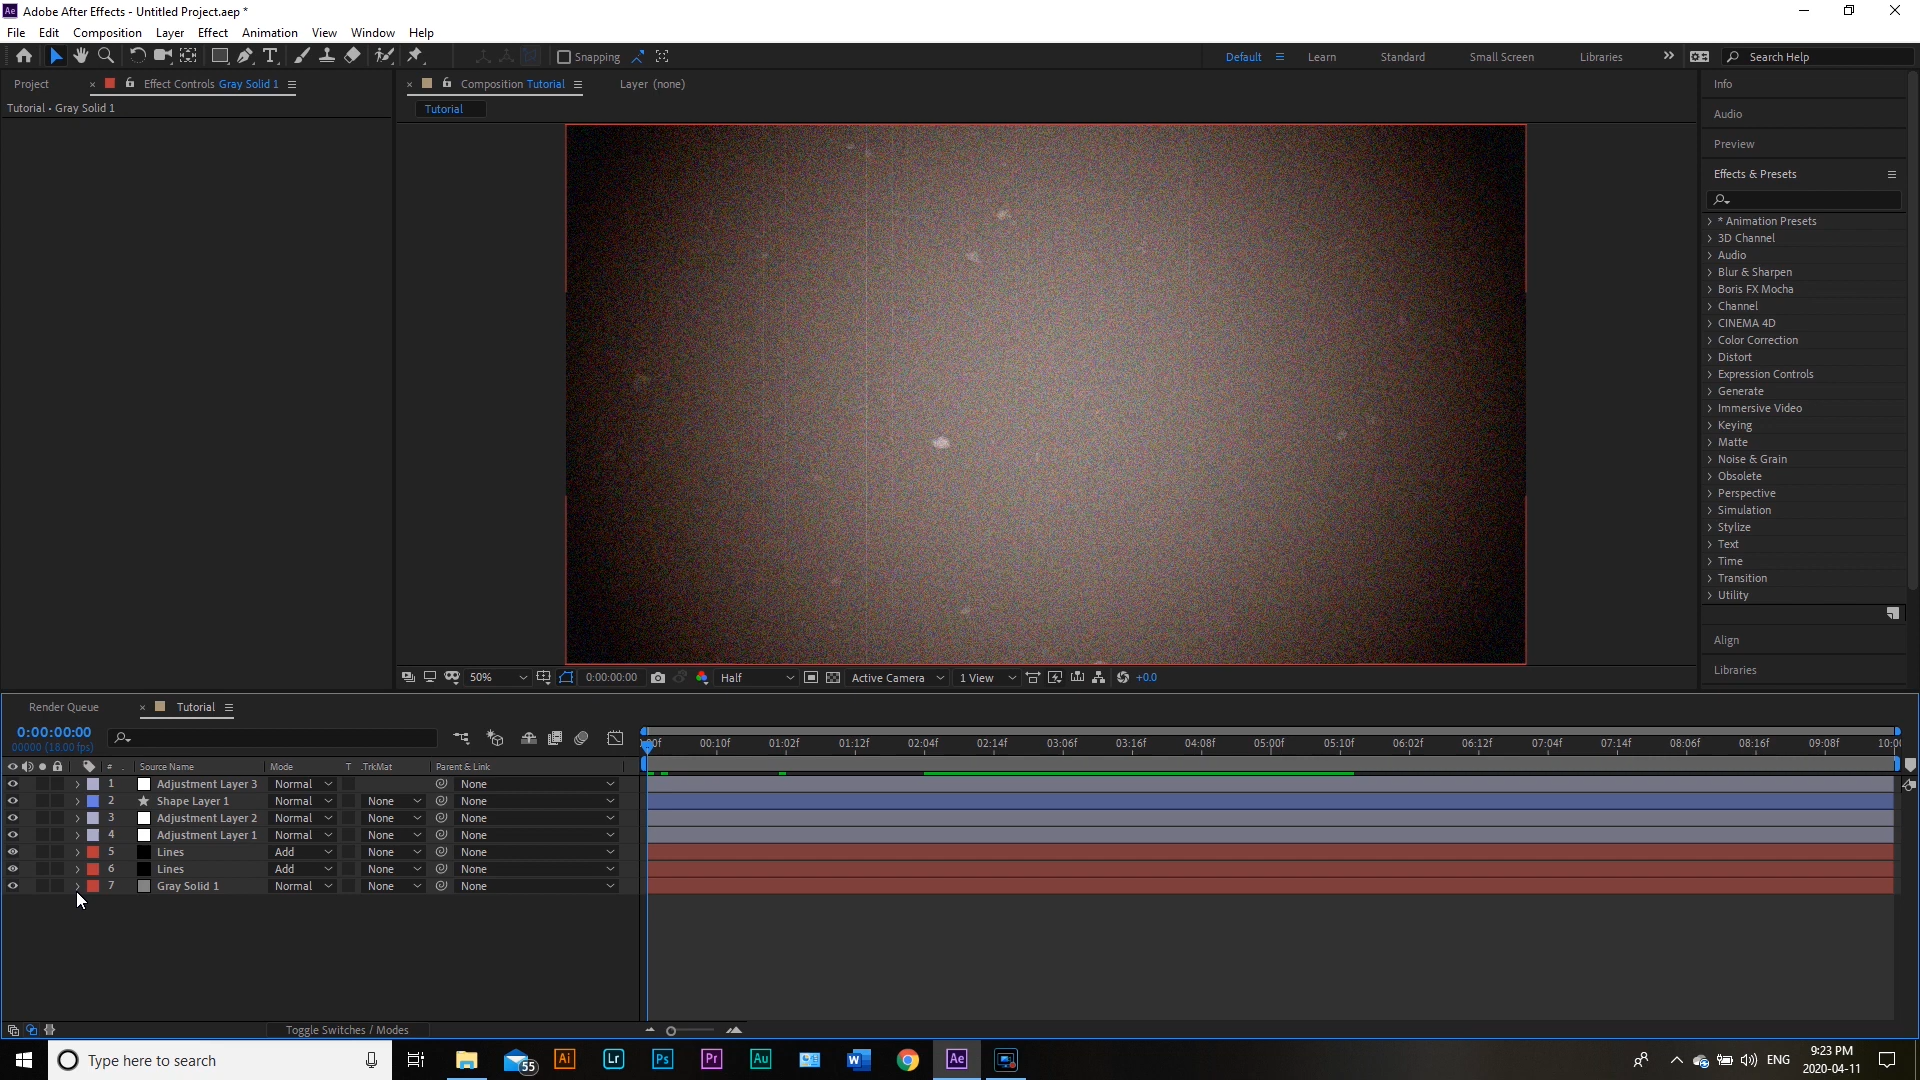 Ae Adobe After Effects - Untitled Project.aep *
File Edit Composition Layer Effect Animation View Window Help
Snapping Default Learn Standard Small Screen Libraries Search Help
Project Effect Controls Gray Solid 1
Composition Tutorial Layer (none)
Tutorial • Gray Solid 1
Tutorial
Info
Audio
Preview
Effects & Presets
* Animation Presets
3D Channel
Audio
Blur & Sharpen
Boris FX Mocha
Channel
CINEMA 4D
Color Correction
Distort
Expression Controls
Generate
Immersive Video
Keying
Matte
Noise & Grain
Obsolete
Perspective
Simulation
Stylize
Text
Time
Transition
Utility
Align
Libraries
50% 0:00:00:00 Half Active Camera 1 View +0.0
Render Queue Tutorial
0:00:00:00
00000 (18.00 fps)
:00f 00:10f 01:02f 01:12f 02:04f 02:14f 03:06f 03:16f 04:08f 05:00f 05:10f 06:02f 06:12f 07:04f 07:14f 08:06f 08:16f 09:08f 10:0
# Source Name Mode T .TrkMat Parent & Link
1 Adjustment Layer 3 Normal None
2 Shape Layer 1 Normal None None
3 Adjustment Layer 2 Normal None None
4 Adjustment Layer 1 Normal None None
5 Lines Add None None
6 Lines Add None None
7 Gray Solid 1 Normal None None
Toggle Switches / Modes
Type here to search 55 Ai Lr Ps Pr Au W Ae ENG 9:23 PM
2020-04-11